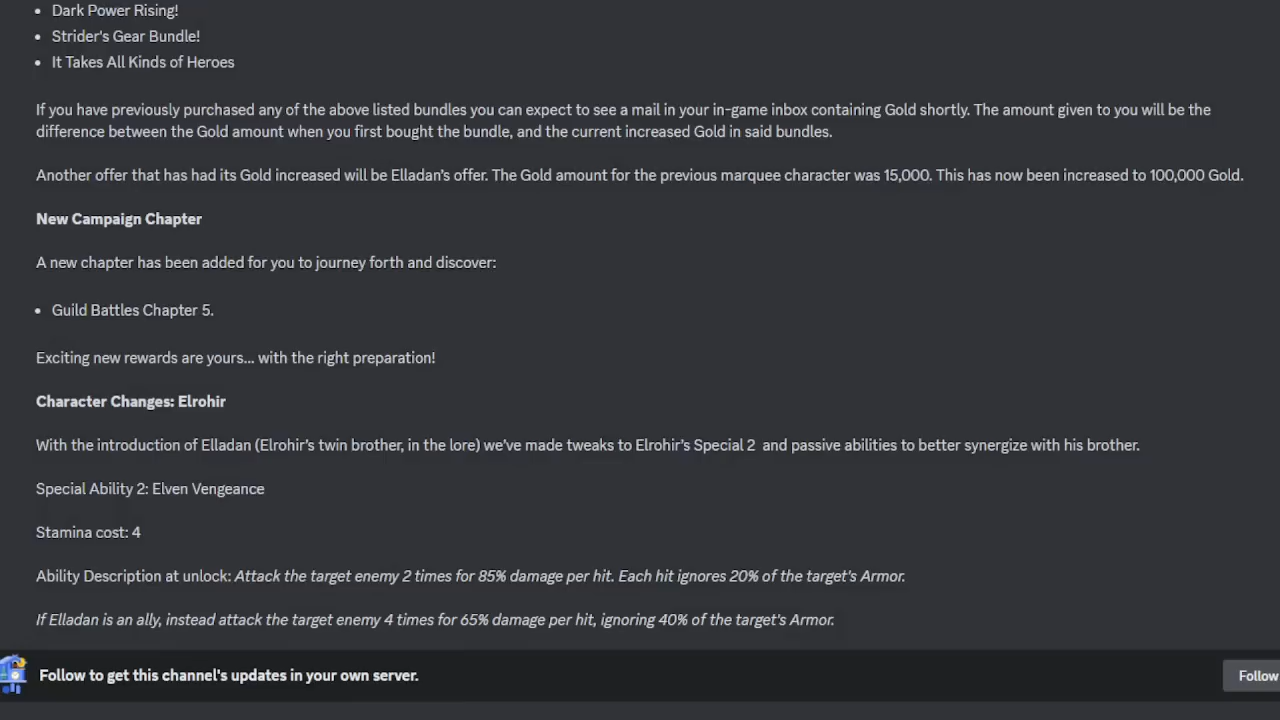 • Dark Power Rising!
• Strider's Gear Bundle!
• It Takes All Kinds of Heroes
If you have previously purchased any of the above listed bundles you can expect to see a mail in your in-game inbox containing Gold shortly. The amount given to you will be the
difference between the Gold amount when you first bought the bundle, and the current increased Gold in said bundles.
Another offer that has had its Gold increased will be Elladan's offer. The Gold amount for the previous marquee character was 15,000. This has now been increased to 100,000 Gold.
New Campaign Chapter
A new chapter has been added for you to journey forth and discover:
• Guild Battles Chapter 5.
Exciting new rewards are yours... with the right preparation!
Character Changes: Elrohir
With the introduction of Elladan (Elrohir's twin brother, in the lore) we've made tweaks to Elrohir's Special 2  and passive abilities to better synergize with his brother.
Special Ability 2: Elven Vengeance
Stamina cost: 4
Ability Description at unlock: Attack the target enemy 2 times for 85% damage per hit. Each hit ignores 20% of the target's Armor.
If Elladan is an ally, instead attack the target enemy 4 times for 65% damage per hit, ignoring 40% of the target's Armor.
Follow to get this channel's updates in your own server.
Follow